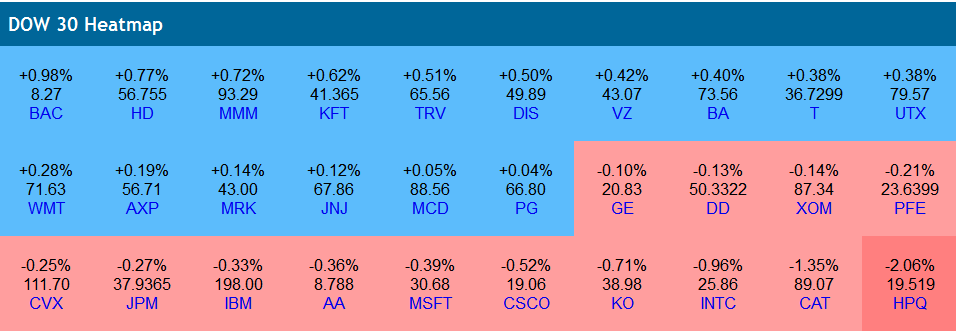 DOW 30 Heatmap
+0.98% +0.77% +0.72% +0.62% +0.51% +0.50% +0.42% +0.40% +0.38% +0.38%
8.27 56.755 93.29 41.365 65.56 49.89 43.07 73.56 36.7299 79.57
BAC HD MMM KFT TRV DIS VZ BA T UTX
+0.28% +0.19% +0.14% +0.12% +0.05% +0.04% -0.10% -0.13% -0.14% -0.21%
71.63 56.71 43.00 67.86 88.56 66.80 20.83 50.3322 87.34 23.6399
WMT AXP MRK JNJ MCD PG GE DD XOM PFE
-0.25% -0.27% -0.33% -0.36% -0.39% -0.52% -0.71% -0.96% -1.35% -2.06%
111.70 37.9365 198.00 8.788 30.68 19.06 38.98 25.86 89.07 19.519
CVX JPM IBM AA MSFT CSCO KO INTC CAT HPQ